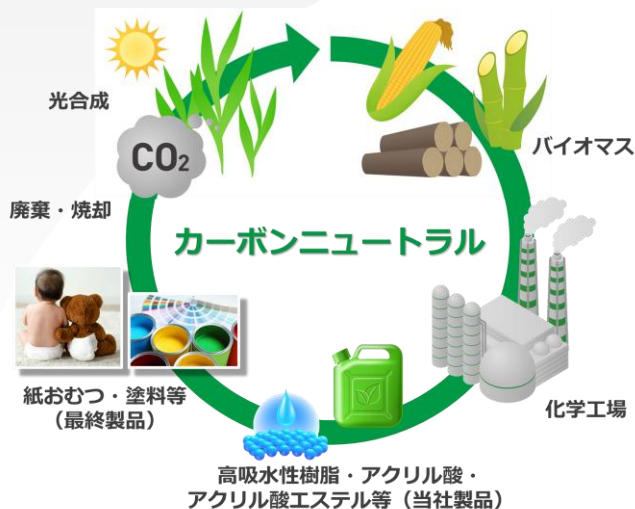 光合成
CO₂
バイオマス
廃棄・焼却
カーボンニュートラル
紙おむつ・塗料等
（最終製品）
化学工場
高吸水性樹脂・アクリル酸・
アクリル酸エステル等（当社製品）